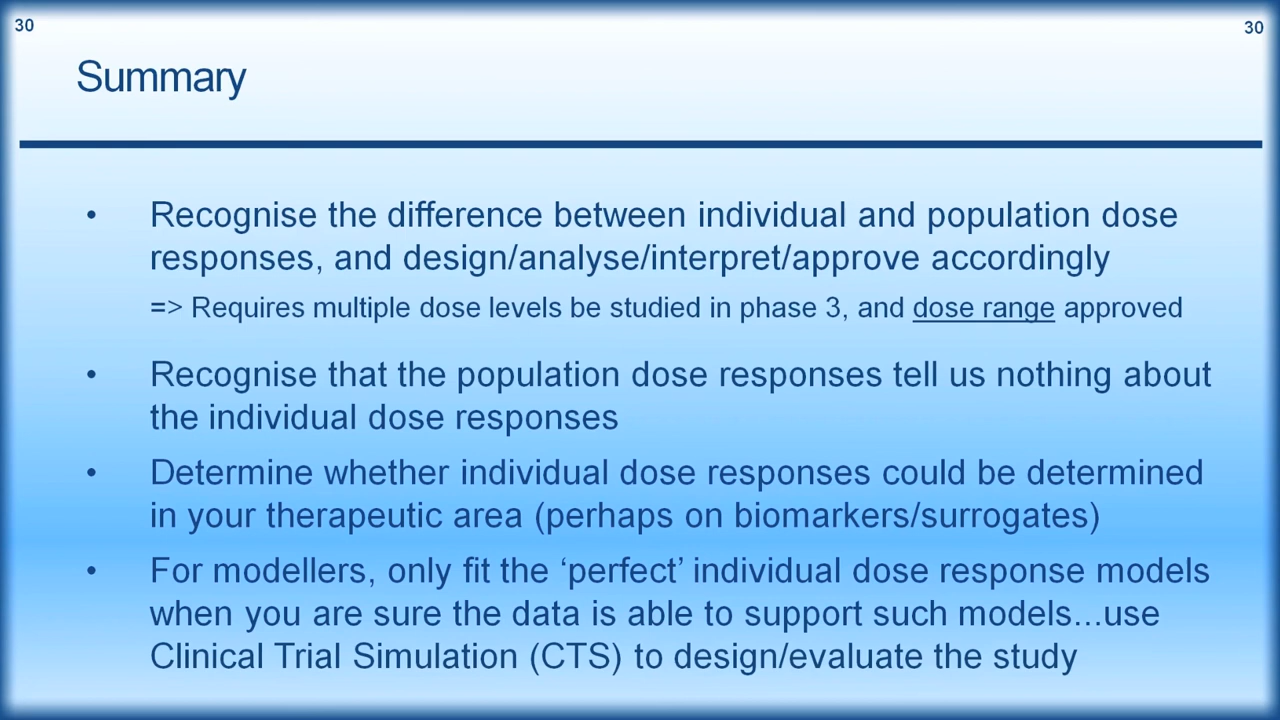 30
30
Summary
• Recognise the difference between individual and population dose
responses, and design/analyse/interpret/approve accordingly
=> Requires multiple dose levels be studied in phase 3, and dose range approved
• Recognise that the population dose responses tell us nothing about
the individual dose responses
• Determine whether individual dose responses could be determined
in your therapeutic area (perhaps on biomarkers/surrogates)
• For modellers, only fit the ‘perfect’ individual dose response models
when you are sure the data is able to support such models...use
Clinical Trial Simulation (CTS) to design/evaluate the study